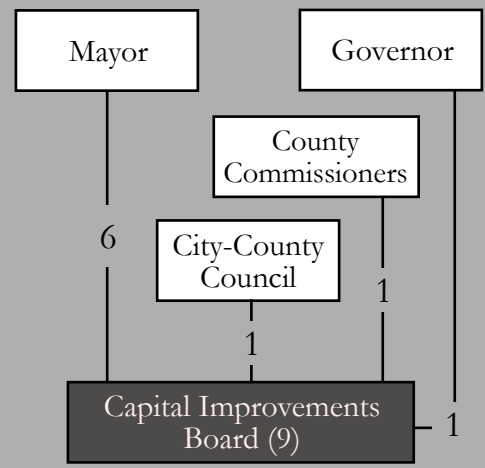 Mayor
Governor
County
Commissioners
6
City-County
Council
1
1
Capital Improvements
Board (9)
1